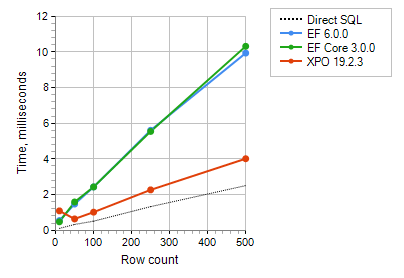 Direct SQL
EF 6.0.0
EF Core 3.0.0
XPO 19.2.3
Time, milliseconds
12
10
8
6
4
2
0
0 100 200 300 400 500
Row count